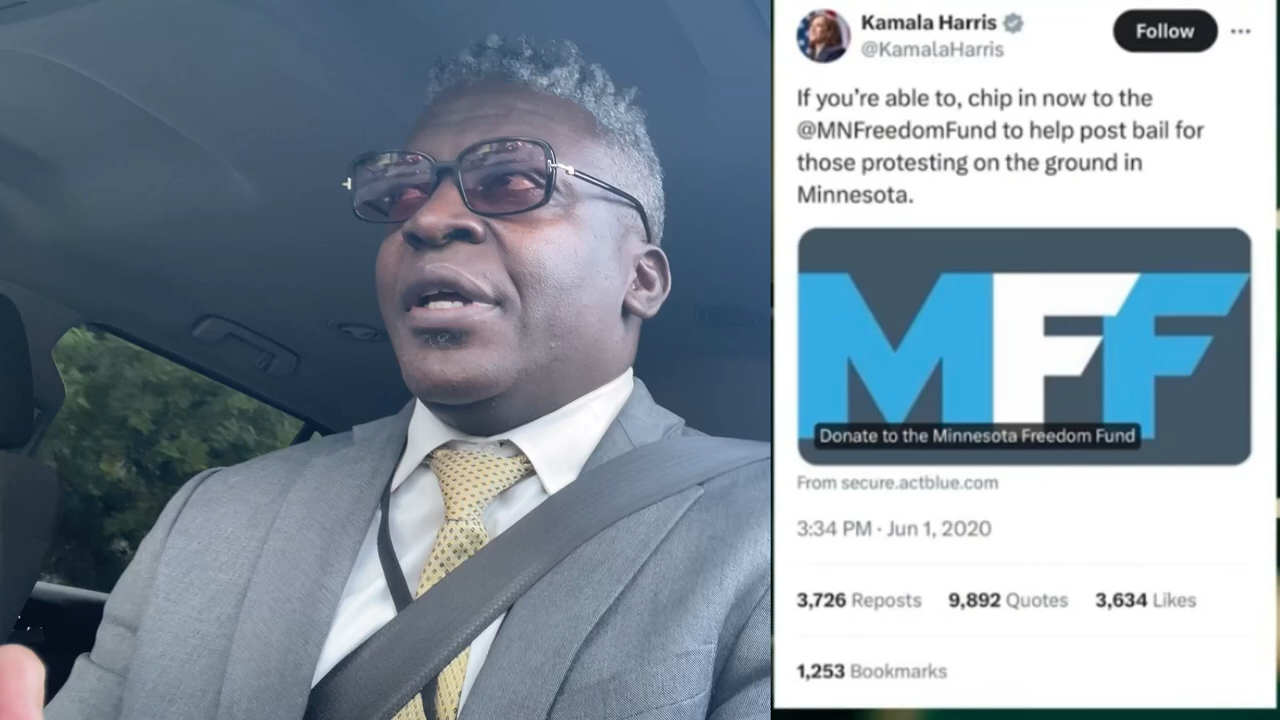 Kamala Harris
@KamalaHarris
Follow
If you’re able to, chip in now to the
@MNFreedomFund to help post bail for
those protesting on the ground in
Minnesota.
MFF
Donate to the Minnesota Freedom Fund
From secure.actblue.com
3:34 PM · Jun 1, 2020
3,726 Reposts 9,892 Quotes 3,634 Likes
1,253 Bookmarks